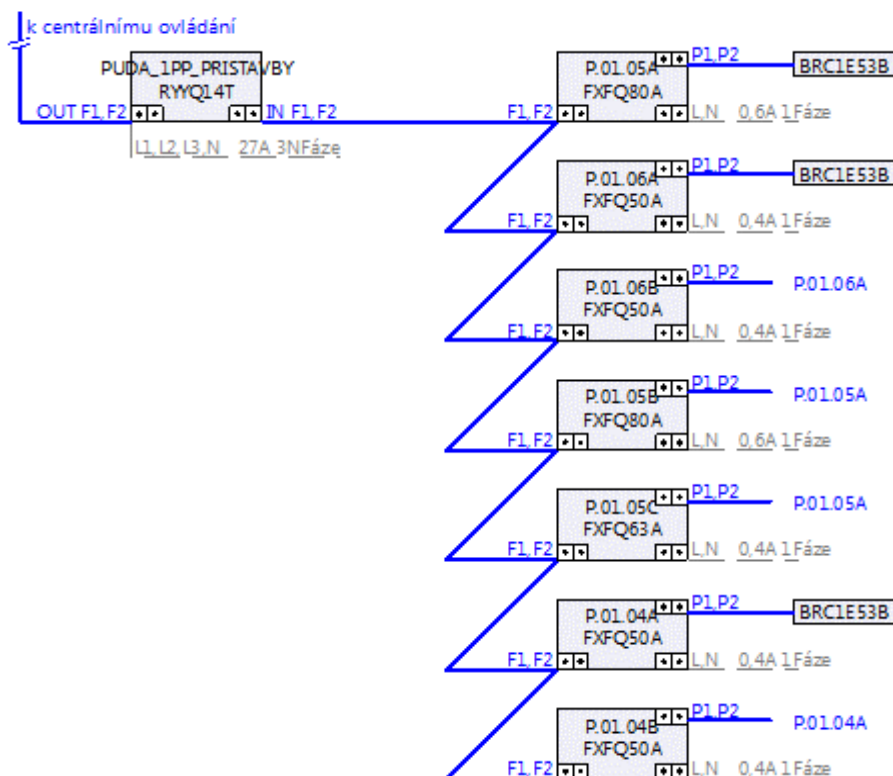 k centrálnímu ovládání
PUDA_1PP_PRISTAVBY
RYYQ14T
OUT F1,F2
IN F1,F2
L1,L2,L3,N 27A 3NFáze
P.01.05A
FXFQ80A
F1,F2
P1,P2
BRC1E53B
L,N 0,6A 1Fáze
P.01.06A
FXFQ50A
F1,F2
P1,P2
BRC1E53B
L,N 0,4A 1Fáze
P.01.06B
FXFQ50A
F1,F2
P1,P2
P.01.06A
L,N 0,4A 1Fáze
P.01.05B
FXFQ80A
F1,F2
P1,P2
P.01.05A
L,N 0,6A 1Fáze
P.01.05C
FXFQ63A
F1,F2
P1,P2
P.01.05A
L,N 0,4A 1Fáze
P.01.04A
FXFQ50A
F1,F2
P1,P2
BRC1E53B
L,N 0,4A 1Fáze
P.01.04B
FXFQ50A
F1,F2
P1,P2
P.01.04A
L,N 0,4A 1Fáze